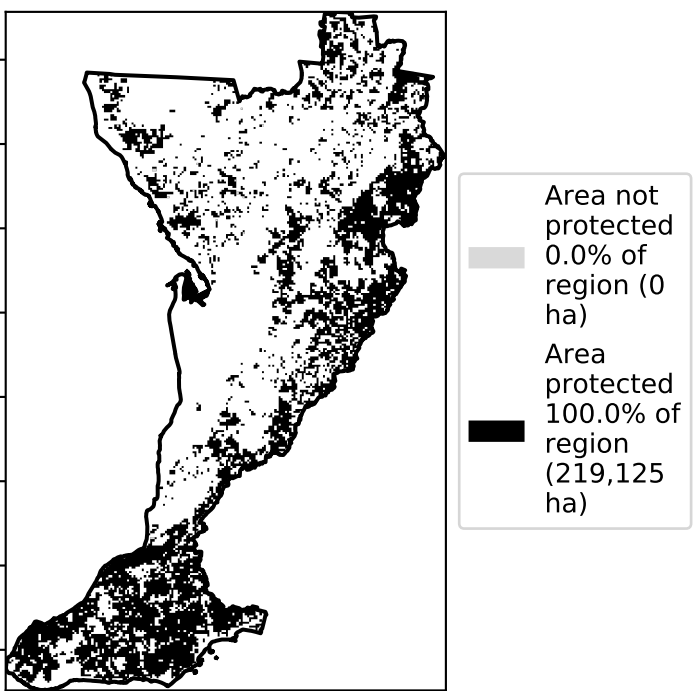 Area not
protected
0.0% of
region (0
ha)
Area
protected
100.0% of
region
(219,125
ha)